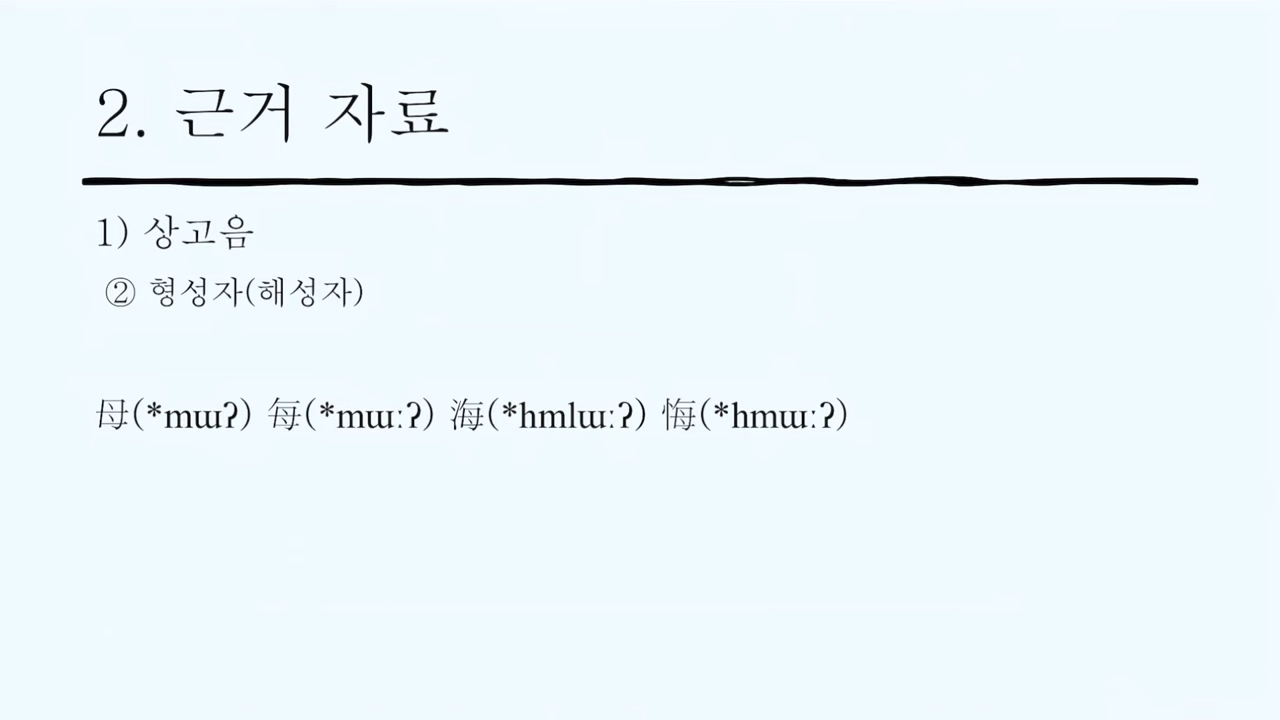 2. 근거 자료
1) 상고음
② 형성자(해성자)
母(*mɯʔ) 每(*mɯːʔ) 海(*hmlɯːʔ) 悔(*hmɯːʔ)